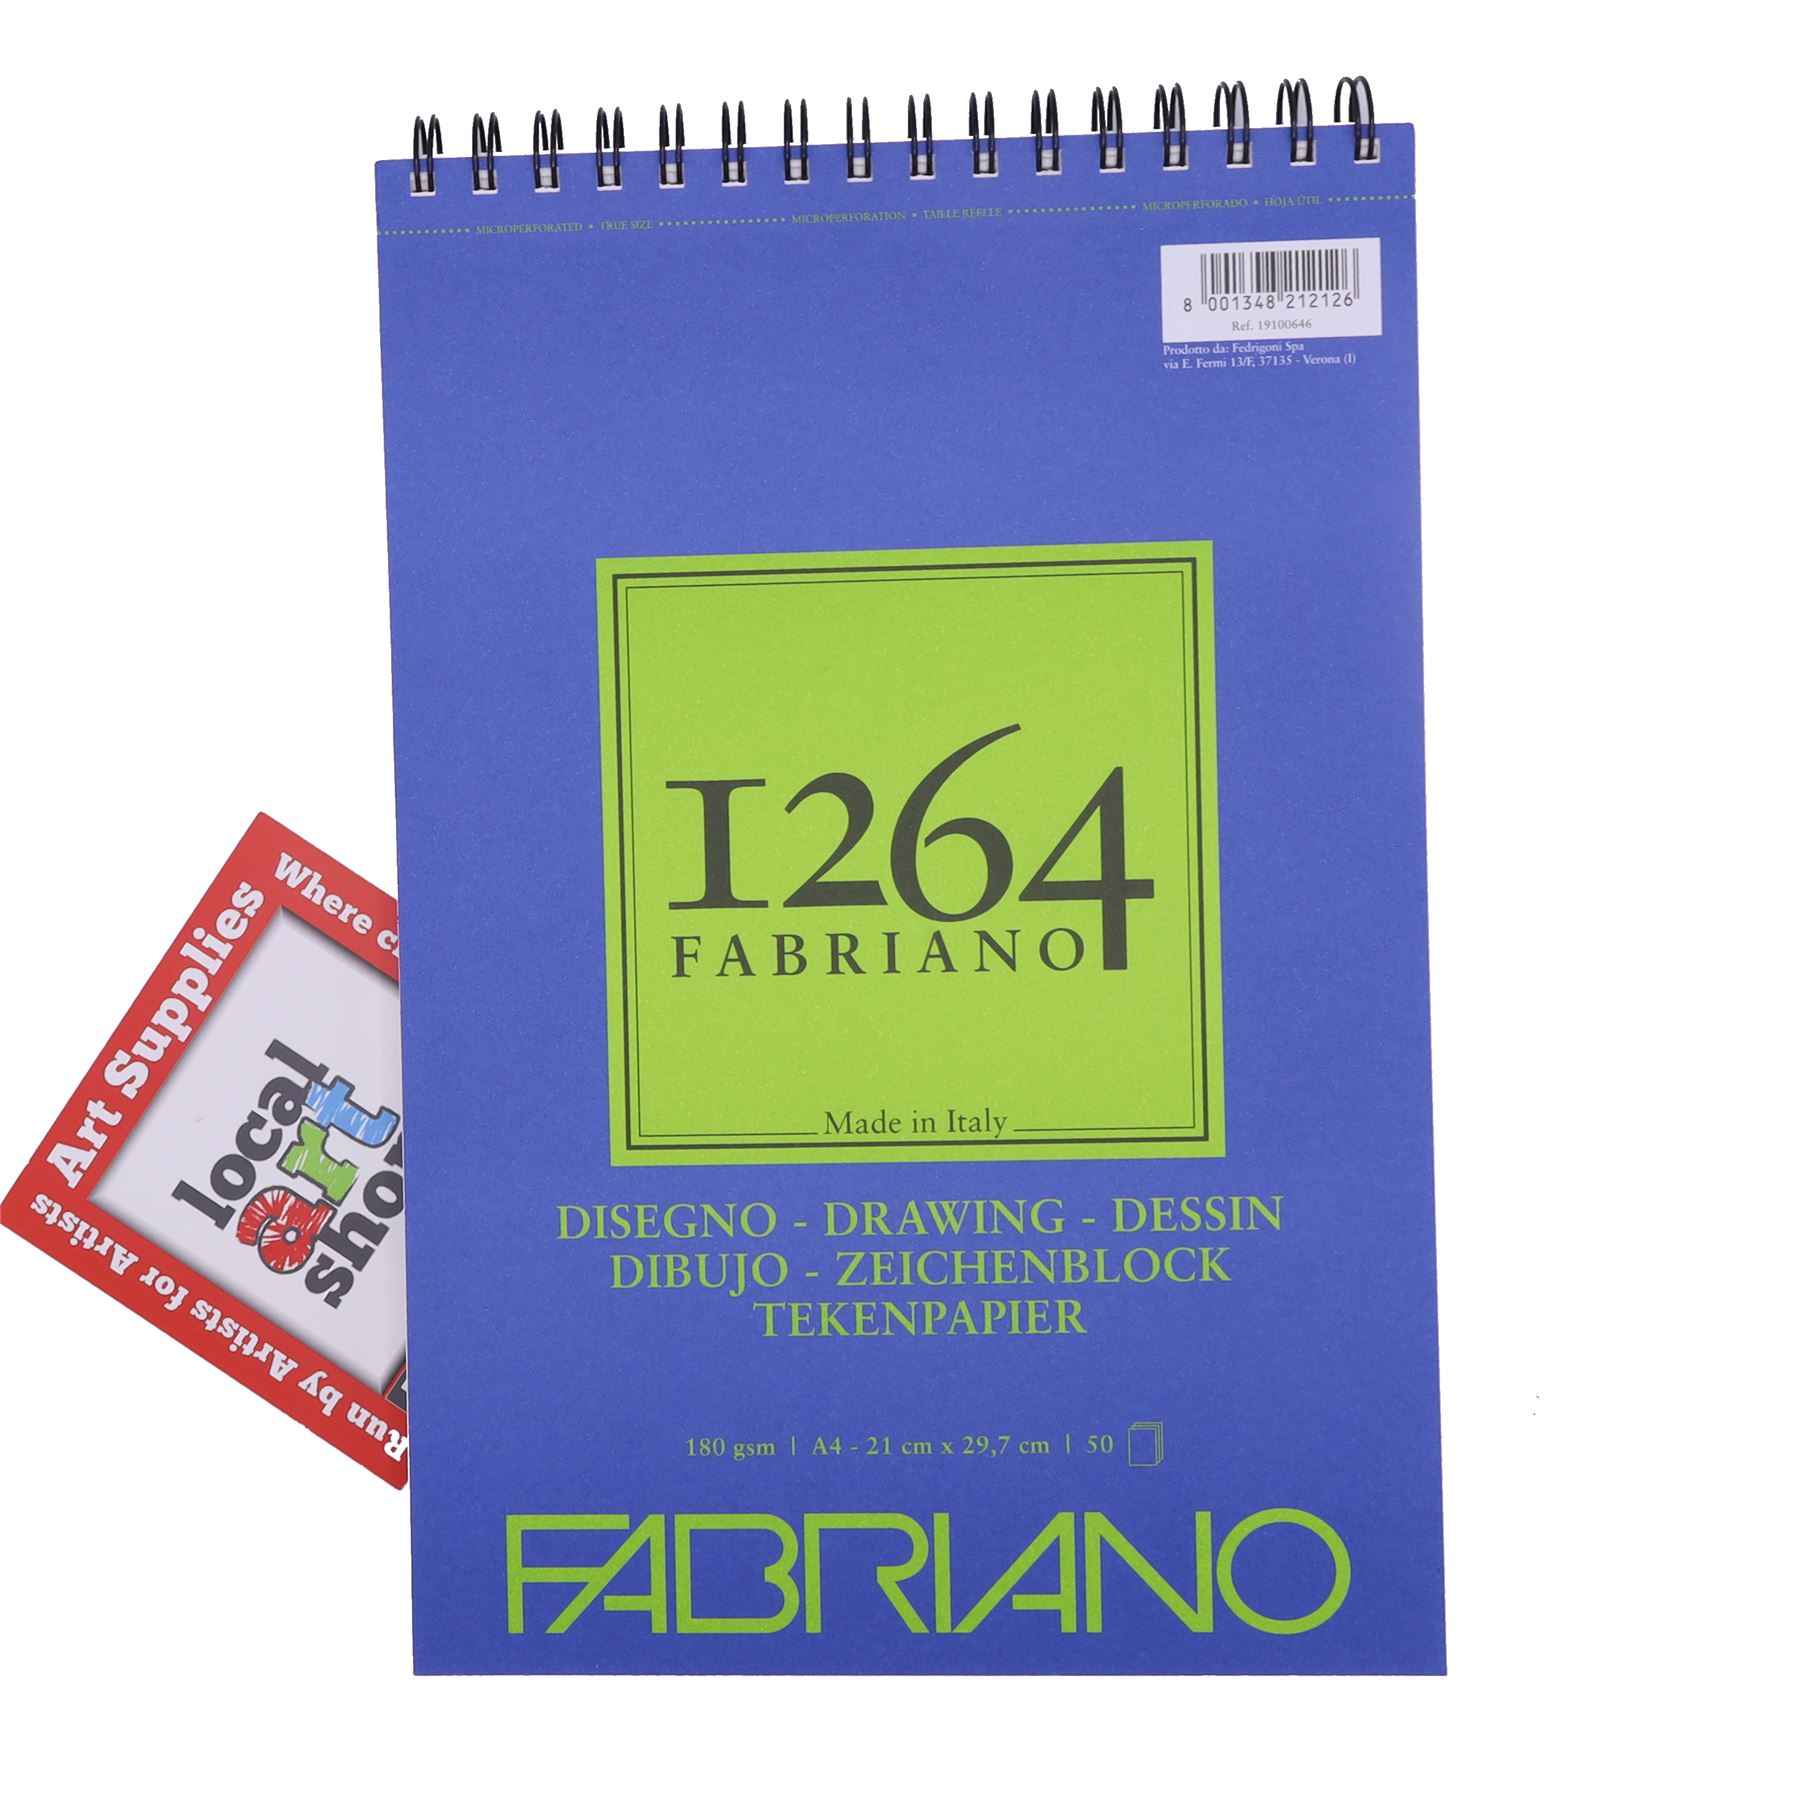 MICROPERFORATED • TRUE SIZE MICROPERFORATION • TAILLE RÉELLE MICROPERFORADO • HOJA ÚTIL
8 001348 212126
Ref. 19100646
Prodotto da: Fedrigoni Spa
via E. Fermi 13/F, 37135 - Verona (I)
1264
FABRIANO
Made in Italy
DISEGNO - DRAWING - DESSIN
DIBUJO - ZEICHENBLOCK
TEKENPAPIER
180 gsm | A4 - 21 cm x 29,7 cm | 50
FABRIANO
Art Supplies
Where
local
art
Run by Artists for Artists